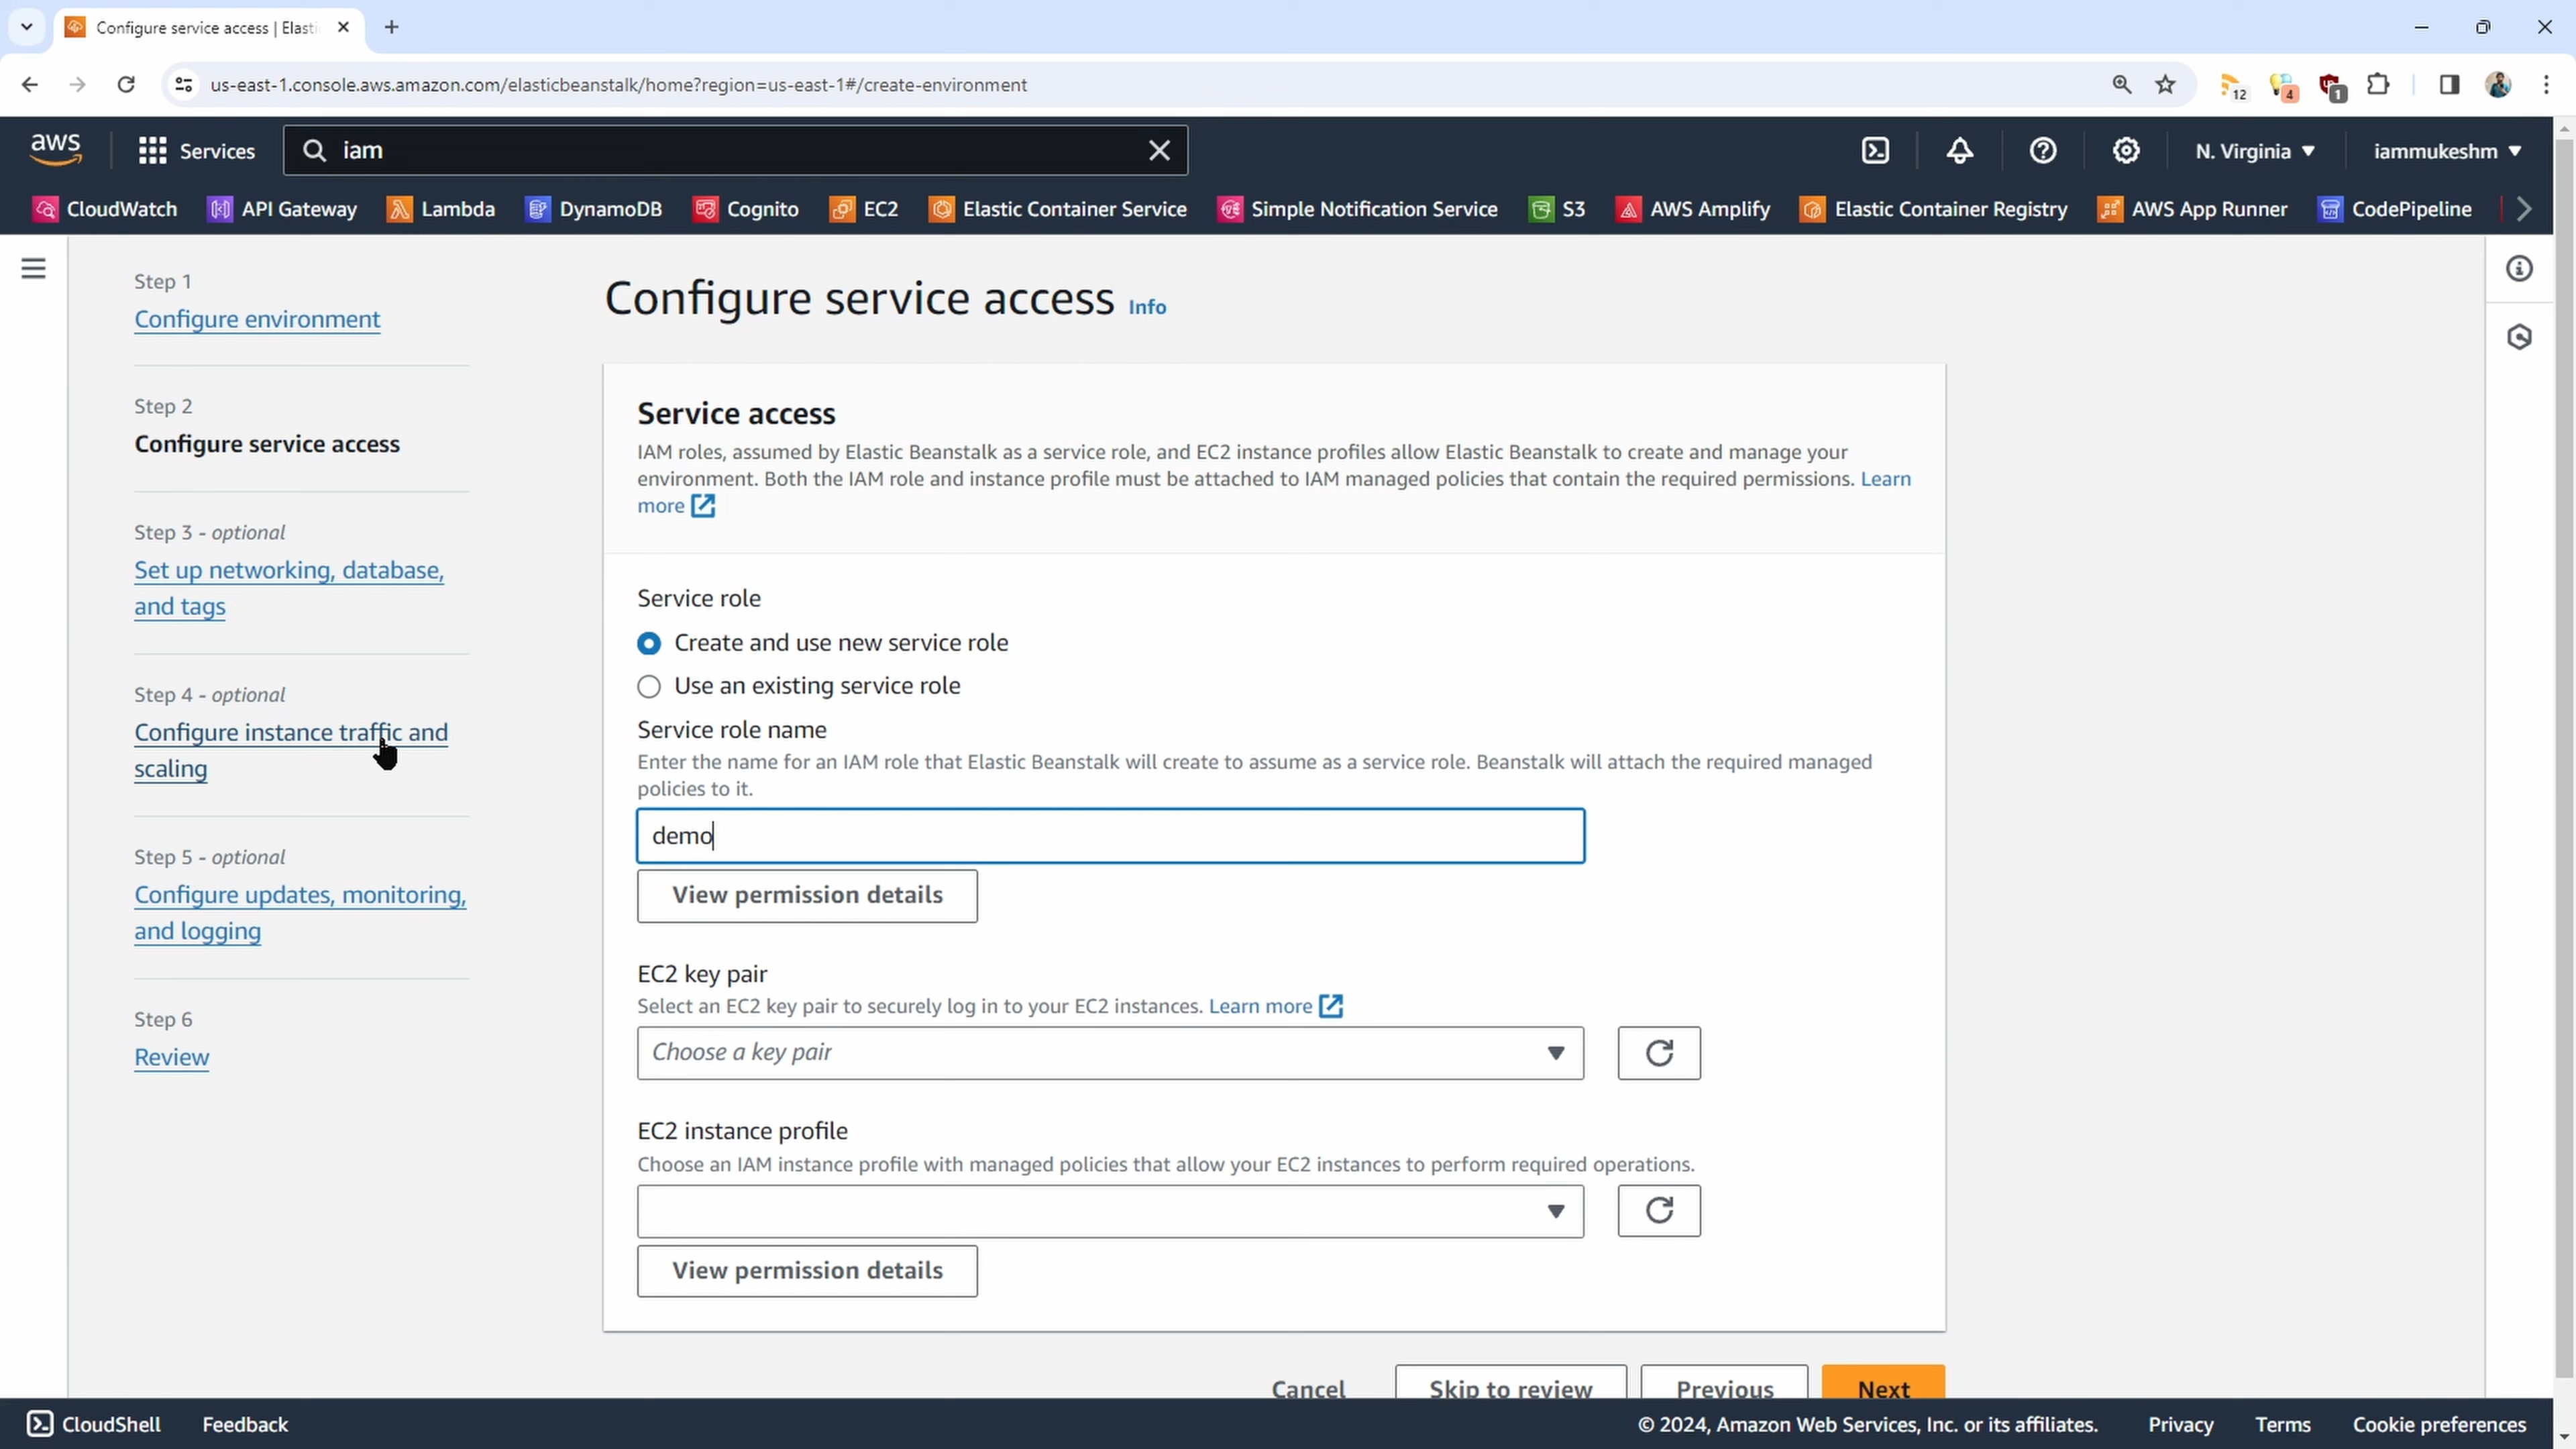 Configure service access | Elasti
us-east-1.console.aws.amazon.com/elasticbeanstalk/home?region=us-east-1#/create-environment
12
4
1
aws
Services
iam
N. Virginia
iammukeshm
CloudWatch
API Gateway
Lambda
DynamoDB
Cognito
EC2
Elastic Container Service
Simple Notification Service
S3
AWS Amplify
Elastic Container Registry
AWS App Runner
CodePipeline
Step 1
Configure environment
Step 2
Configure service access
Step 3 - optional
Set up networking, database,
and tags
Step 4 - optional
Configure instance traffic and
scaling
Step 5 - optional
Configure updates, monitoring,
and logging
Step 6
Review
Configure service access Info
Service access
IAM roles, assumed by Elastic Beanstalk as a service role, and EC2 instance profiles allow Elastic Beanstalk to create and manage your
environment. Both the IAM role and instance profile must be attached to IAM managed policies that contain the required permissions. Learn
more
Service role
Create and use new service role
Use an existing service role
Service role name
Enter the name for an IAM role that Elastic Beanstalk will create to assume as a service role. Beanstalk will attach the required managed
policies to it.
demo
View permission details
EC2 key pair
Select an EC2 key pair to securely log in to your EC2 instances. Learn more
Choose a key pair
EC2 instance profile
Choose an IAM instance profile with managed policies that allow your EC2 instances to perform required operations.
View permission details
Cancel
Skip to review
Previous
Next
CloudShell
Feedback
© 2024, Amazon Web Services, Inc. or its affiliates.
Privacy
Terms
Cookie preferences